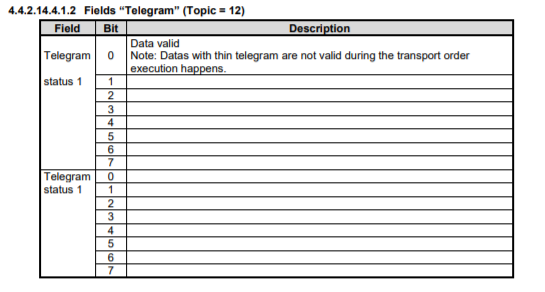 4.4.2.14.4.1.2 Fields “Telegram” (Topic = 12)
Field Bit Description
Telegram status 1 0 Data valid
Note: Datas with thin telegram are not valid during the transport order
execution happens.
1
2
3
4
5
6
7
Telegram status 1 0
1
2
3
4
5
6
7